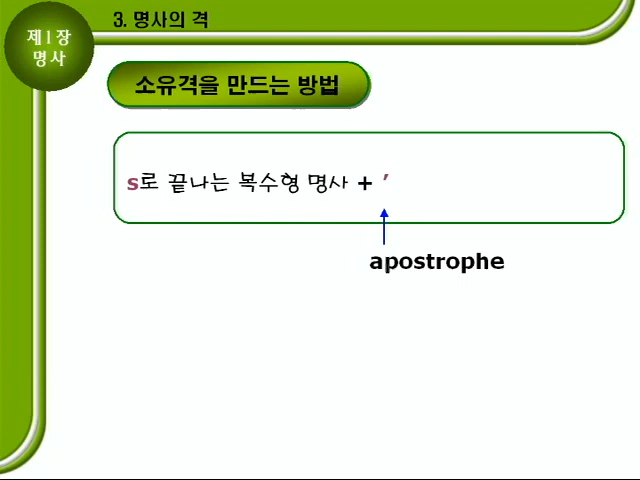 3. 명사의 격
제1장
명사
소유격을 만드는 방법
s로 끝나는 복수형 명사 + ’
apostrophe